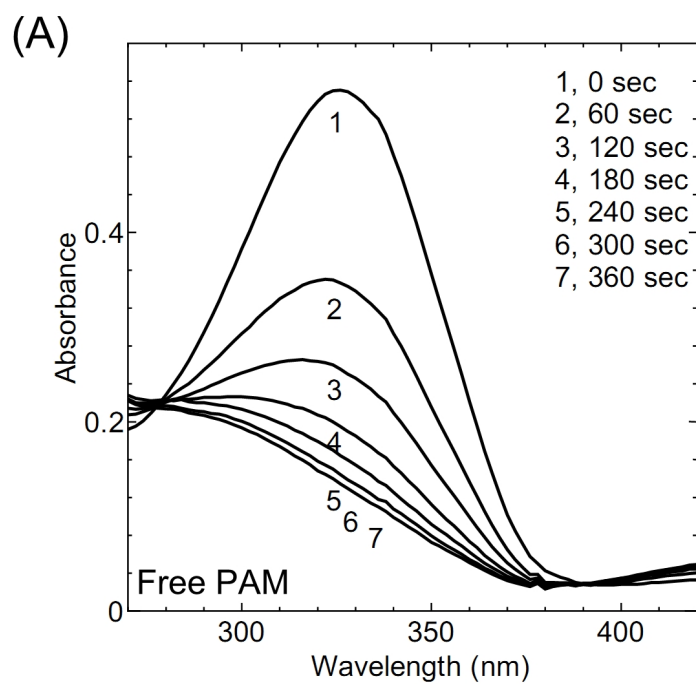 (A)
1, 0 sec
2, 60 sec
3, 120 sec
4, 180 sec
5, 240 sec
6, 300 sec
7, 360 sec
1
2
3
4
5
6
7
Absorbance
0.4
0.2
0
Free PAM
300
350
400
Wavelength (nm)